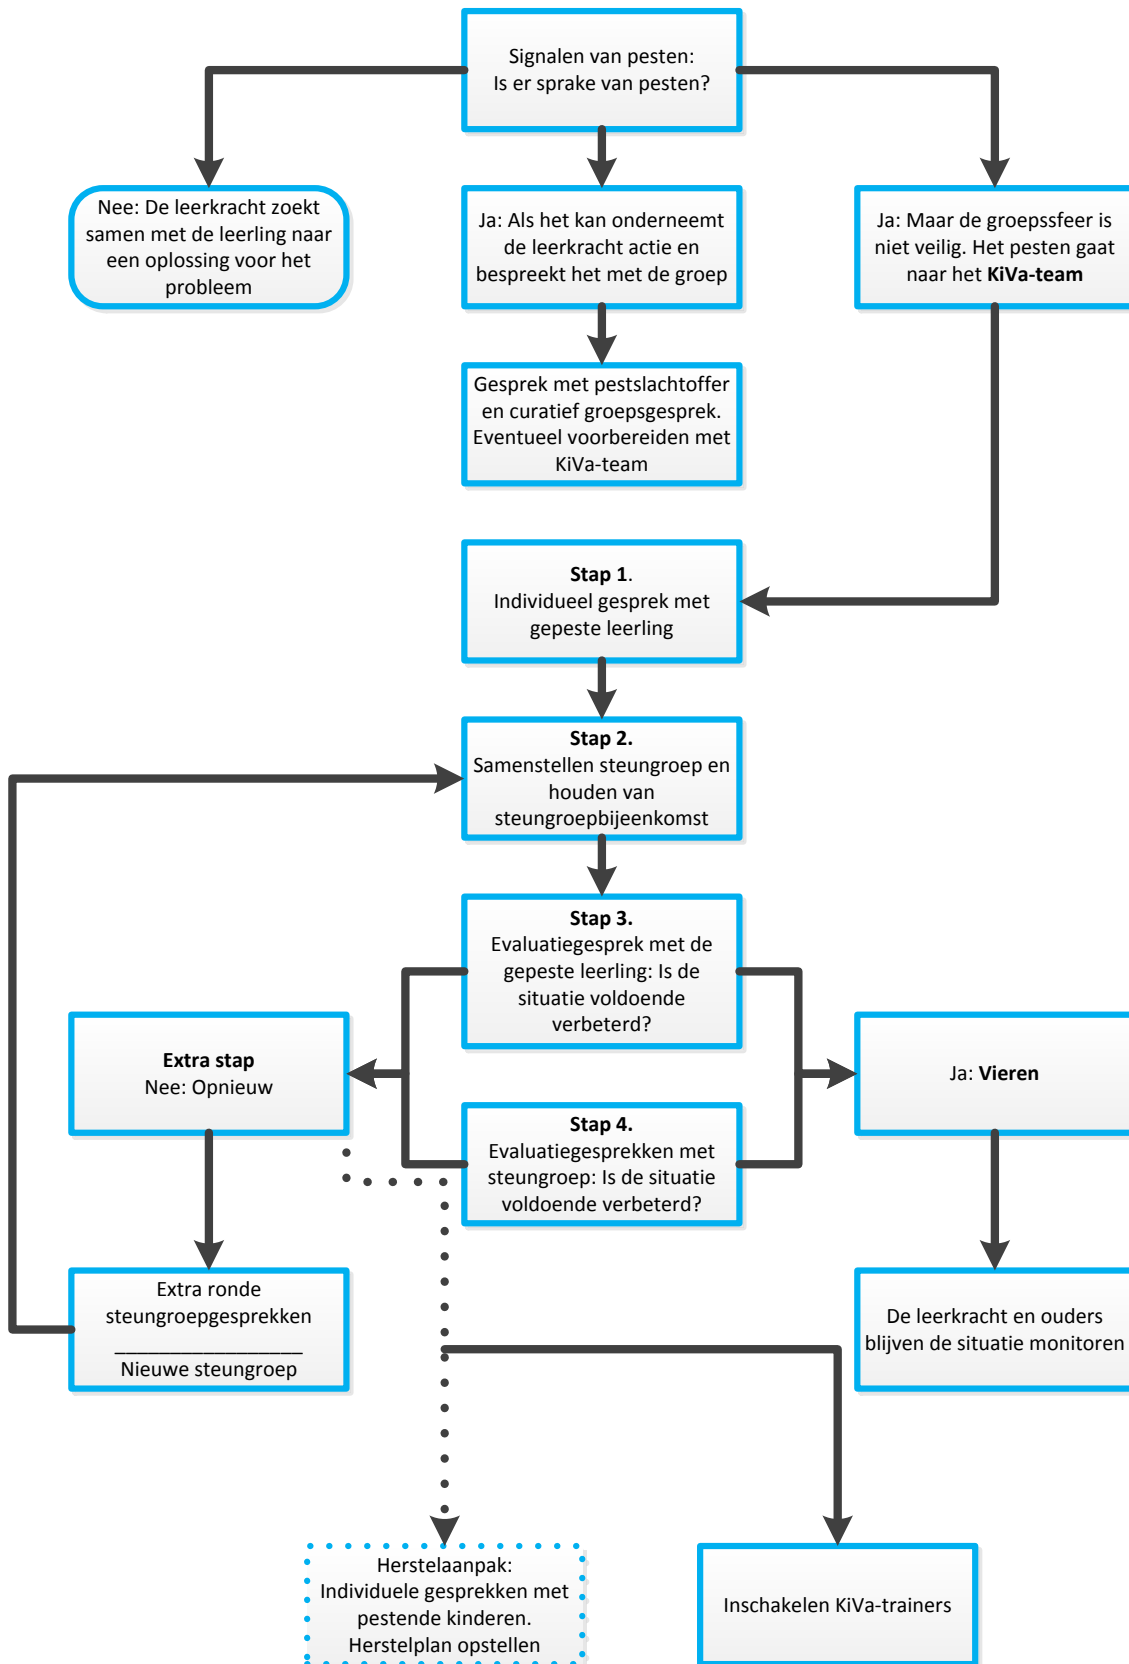 Signalen van pesten:
Is er sprake van pesten?
Nee: De leerkracht zoekt
samen met de leerling naar
een oplossing voor het
probleem
Ja: Als het kan onderneemt
de leerkracht actie en
bespreekt het met de groep
Ja: Maar de groepssfeer is
niet veilig. Het pesten gaat
naar het KiVa-team
Gesprek met pestslachtoffer
en curatief groepsgesprek.
Eventueel voorbereiden met
KiVa-team
Stap 1.
Individueel gesprek met
gepeste leerling
Stap 2.
Samenstellen steungroep en
houden van
steungroepbijeenkomst
Stap 3.
Evaluatiegesprek met de
gepeste leerling: Is de
situatie voldoende
verbeterd?
Extra stap
Nee: Opnieuw
Ja: Vieren
Stap 4.
Evaluatiegesprekken met
steungroep: Is de situatie
voldoende verbeterd?
Extra ronde
steungroepgesprekken
__________________
Nieuwe steungroep
De leerkracht en ouders
blijven de situatie monitoren
Herstelaanpak:
Individuele gesprekken met
pestende kinderen.
Herstelplan opstellen
Inschakelen KiVa-trainers